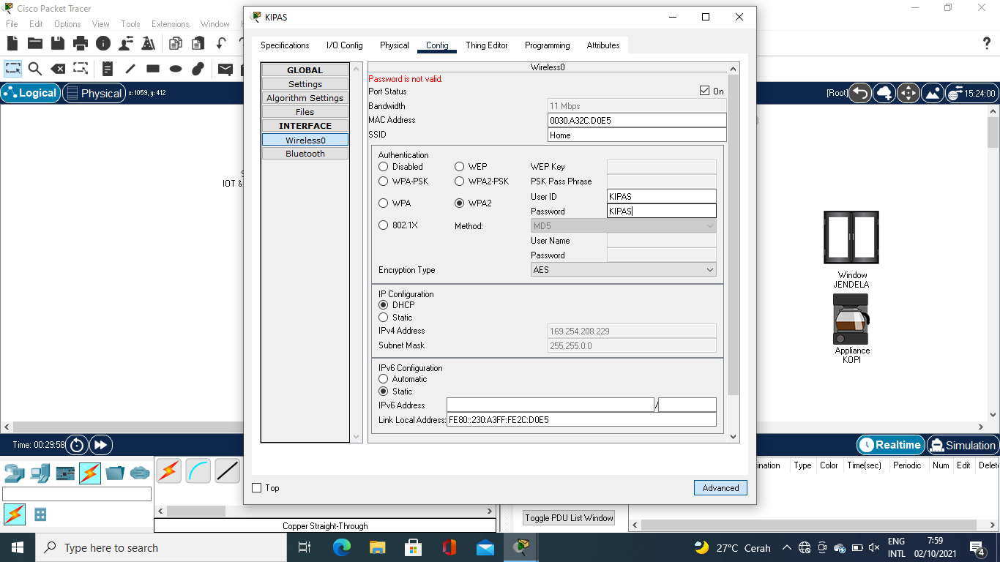 Cisco Packet Tracer
File Edit Options View Tools Extensions Window
Logical
Physical
x: 1059, y: 412
[Root]
15:24:00
IOT &
KIPAS
Specifications I/O Config Physical Config Thing Editor Programming Attributes
GLOBAL
Settings
Algorithm Settings
Files
INTERFACE
Wireless0
Bluetooth
Wireless0
Password is not valid.
Port Status On
Bandwidth 11 Mbps
MAC Address 0030.A32C.D0E5
SSID Home
Authentication
Disabled WEP WEP Key
WPA-PSK WPA2-PSK PSK Pass Phrase
WPA WPA2 User ID KIPAS
Password KIPAS
802.1X Method: MD5
User Name
Password
Encryption Type AES
IP Configuration
DHCP
Static
IPv4 Address 169.254.208.229
Subnet Mask 255.255.0.0
IPv6 Configuration
Automatic
Static
IPv6 Address /
Link Local Address: FE80::230:A3FF:FE2C:D0E5
Top
Advanced
Window
JENDELA
Appliance
KOPI
Time: 00:29:58
Realtime
Simulation
Type Color Time(sec) Periodic Num Edit
Copper Straight-Through
Toggle PDU List Window
Type here to search
27°C Cerah
ENG
INTL
7:59
02/10/2021
4